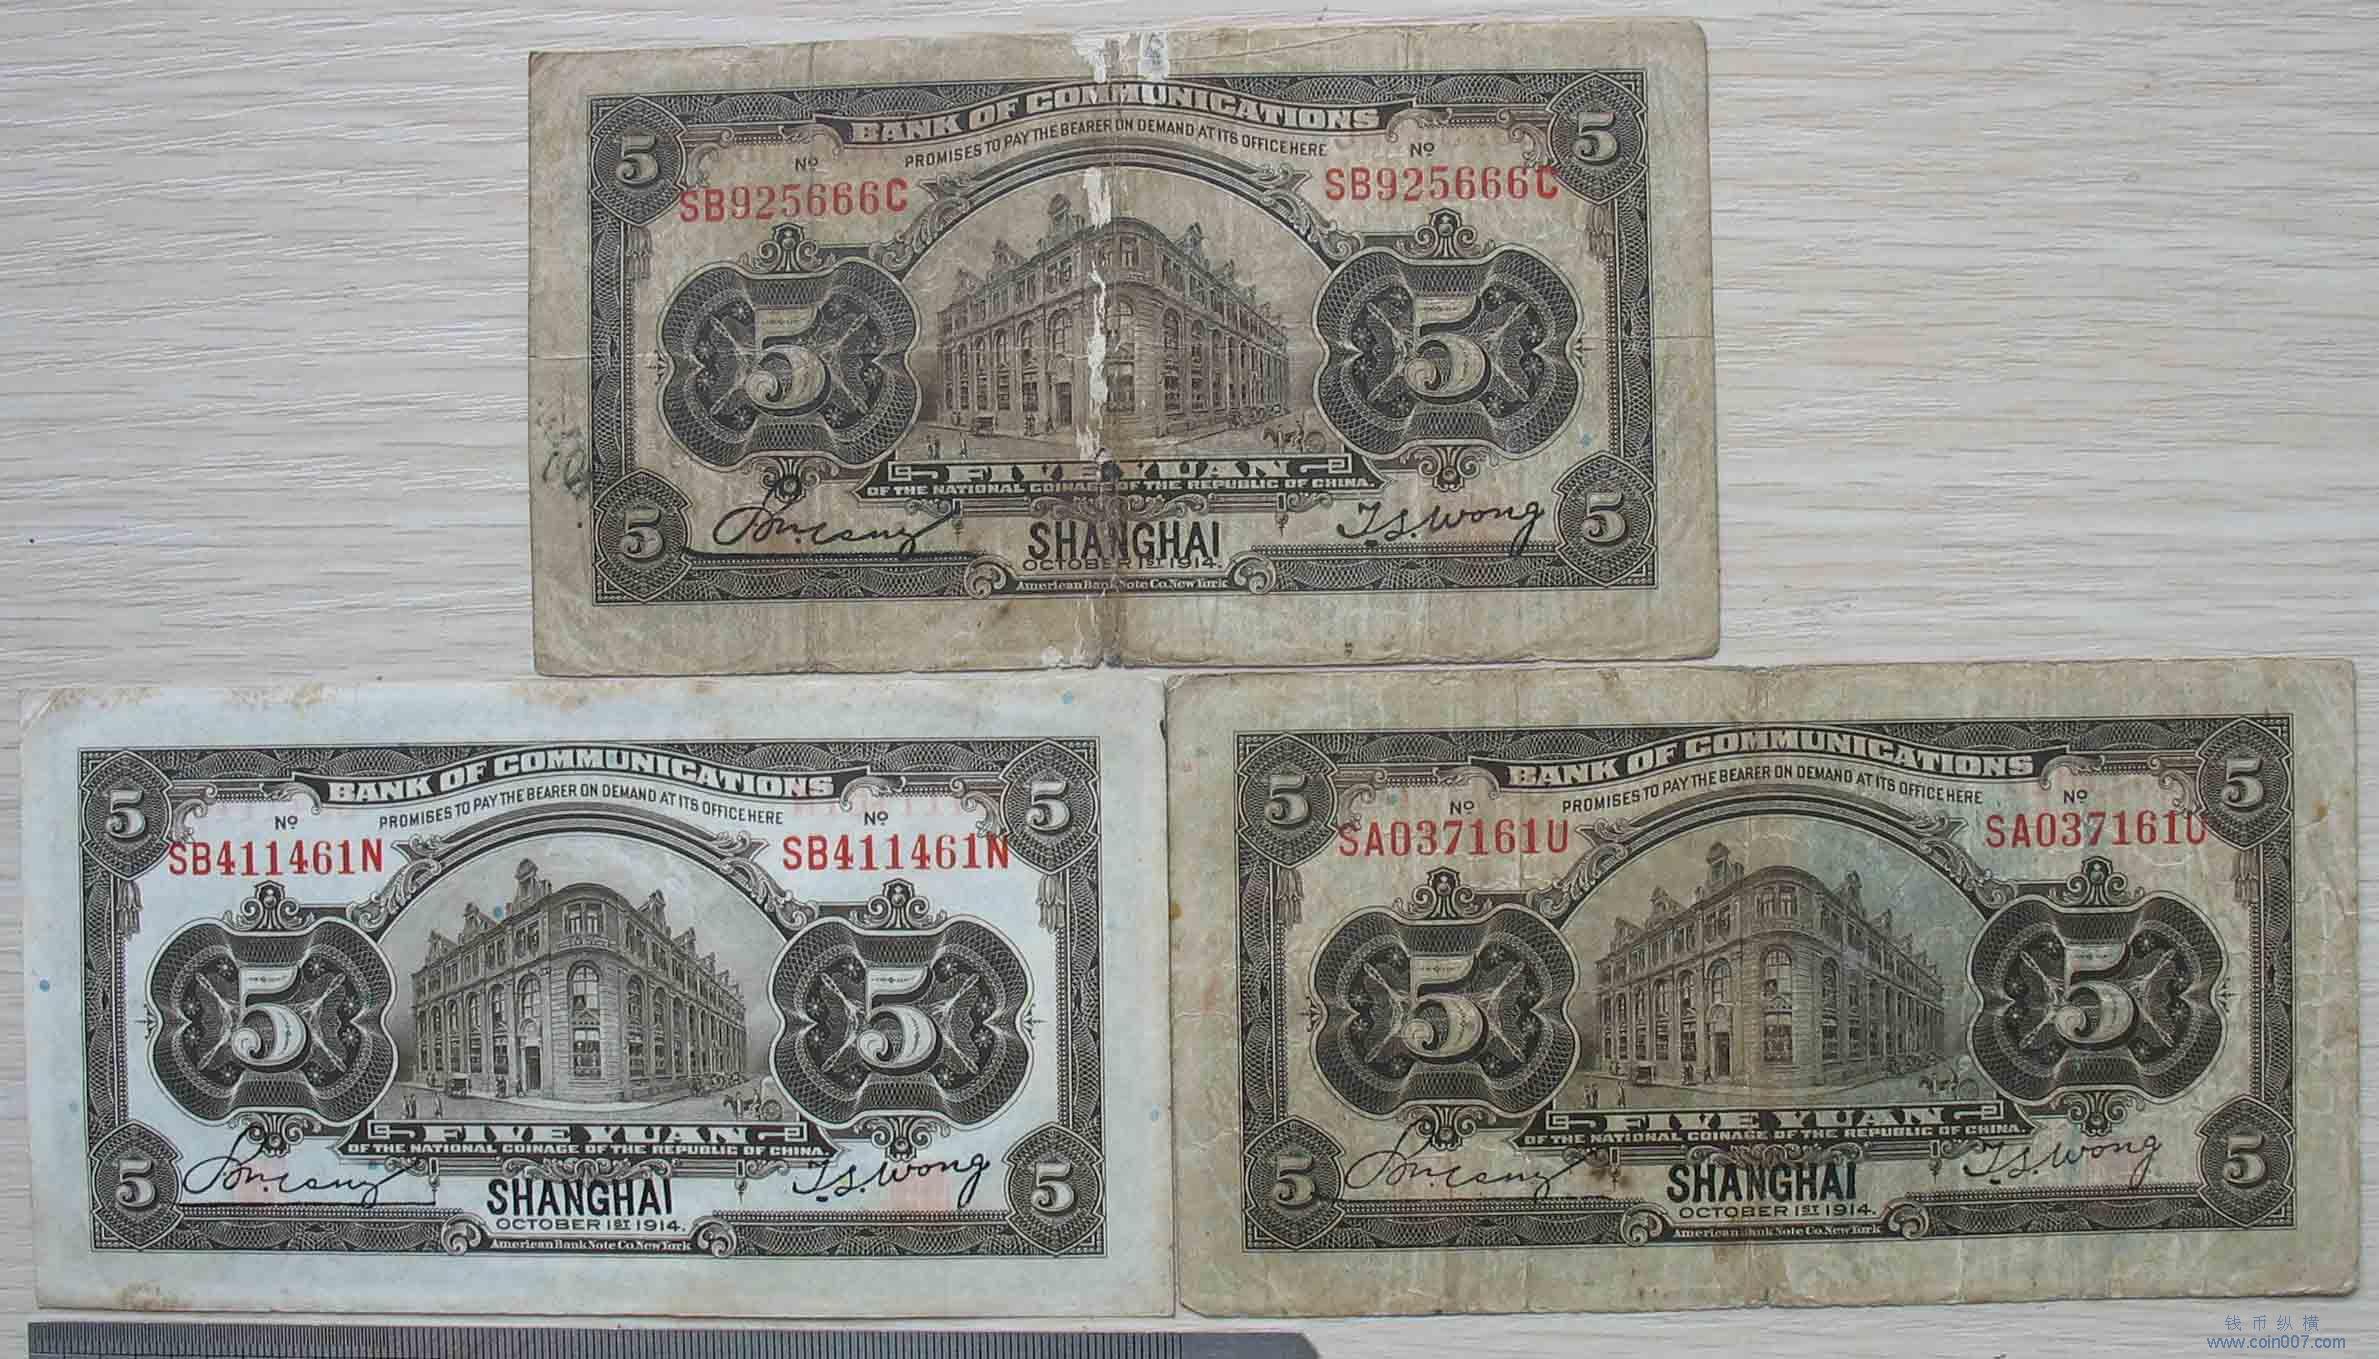 5 BANK OF COMMUNICATIONS 5
PROMISES TO PAY THE BEARER ON DEMAND AT ITS OFFICE HERE
Nº Nº
SB925666C SB925666C
5 5
FIVE YUAN
OF THE NATIONAL COINAGE OF THE REPUBLIC OF CHINA.
5 T.S.Wong 5
SHANGHAI
OCTOBER 1ST 1914.
American Bank Note Co. New York
5 BANK OF COMMUNICATIONS 5
PROMISES TO PAY THE BEARER ON DEMAND AT ITS OFFICE HERE
Nº Nº
SB411461N SB411461N
5 5
FIVE YUAN
OF THE NATIONAL COINAGE OF THE REPUBLIC OF CHINA.
5 T.S.Wong 5
SHANGHAI
OCTOBER 1ST 1914.
American Bank Note Co. New York
5 BANK OF COMMUNICATIONS 5
PROMISES TO PAY THE BEARER ON DEMAND AT ITS OFFICE HERE
Nº Nº
SA037161U SA037161U
5 5
FIVE YUAN
OF THE NATIONAL COINAGE OF THE REPUBLIC OF CHINA.
5 T.S.Wong 5
SHANGHAI
OCTOBER 1ST 1914.
American Bank Note Co. New York
钱币纵横
www.coin007.com